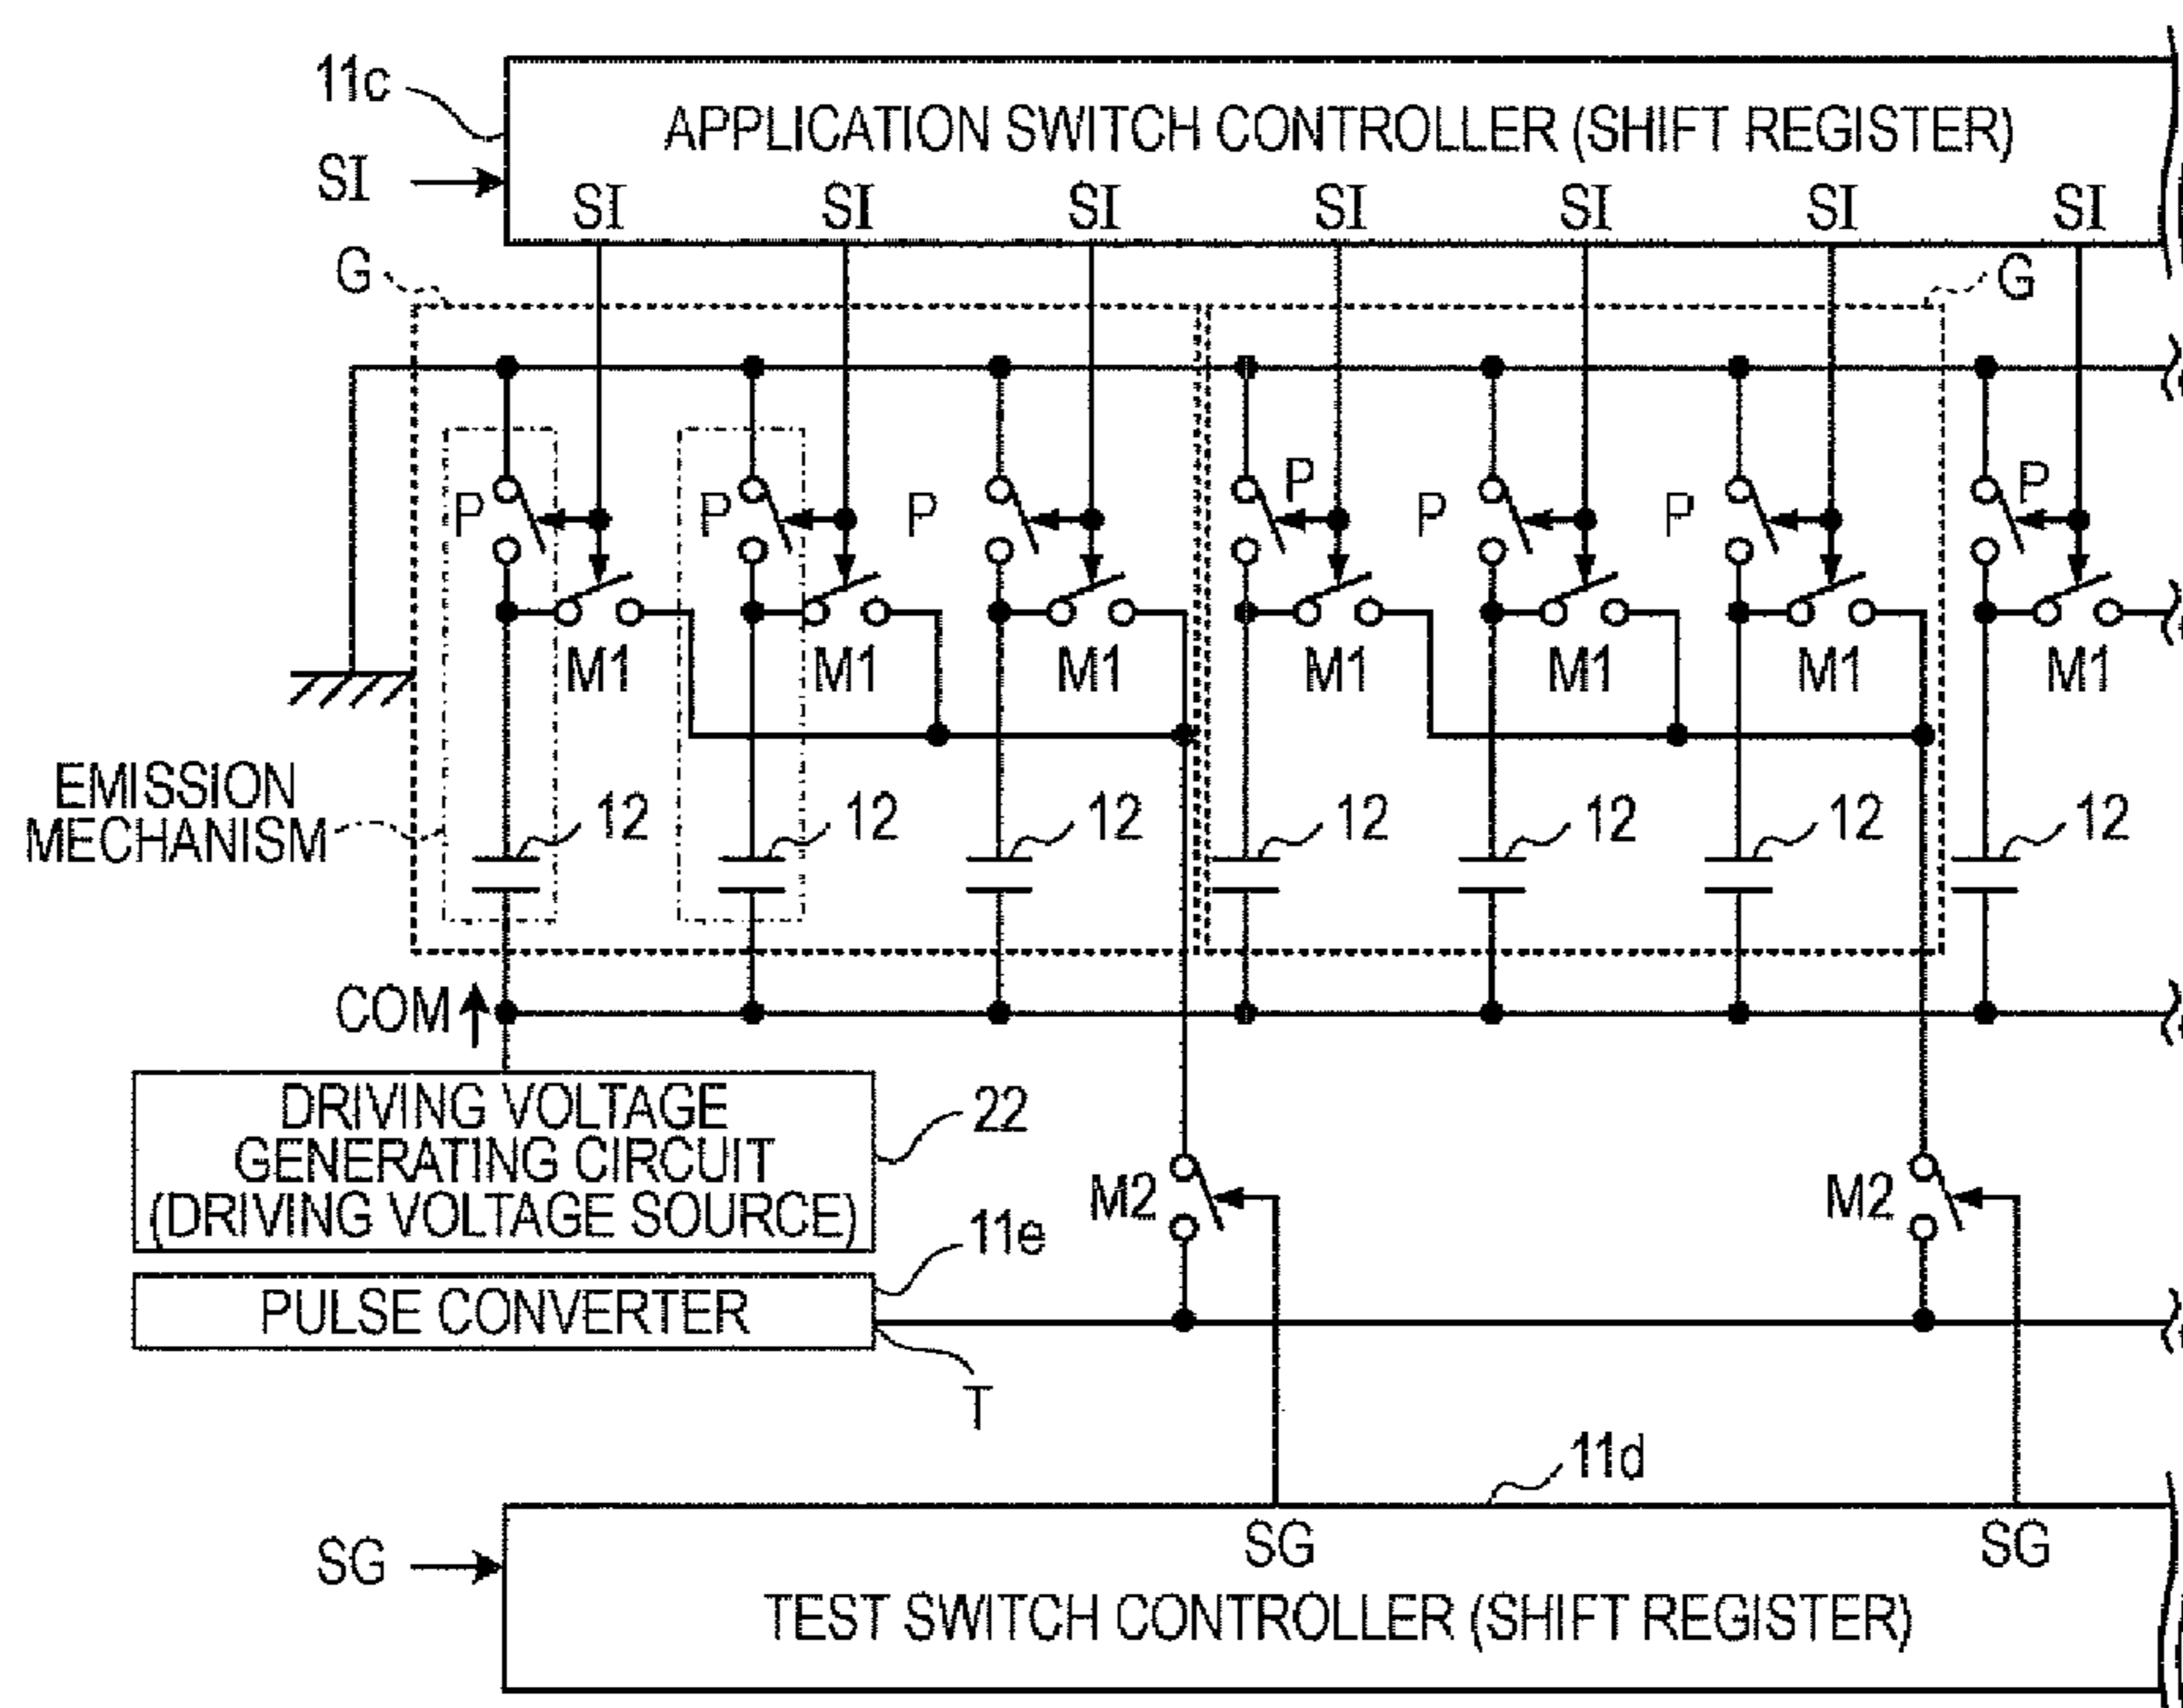 11c
APPLICATION SWITCH CONTROLLER (SHIFT REGISTER)
SI
SI SI SI SI SI SI SI
G G
P P P P P P P
M1 M1 M1 M1 M1 M1 M1
EMISSION
MECHANISM
12 12 12 12 12 12 12
COM
DRIVING VOLTAGE
GENERATING CIRCUIT
(DRIVING VOLTAGE SOURCE)
22
M2 M2
11e
PULSE CONVERTER
T
11d
SG SG
SG
TEST SWITCH CONTROLLER (SHIFT REGISTER)